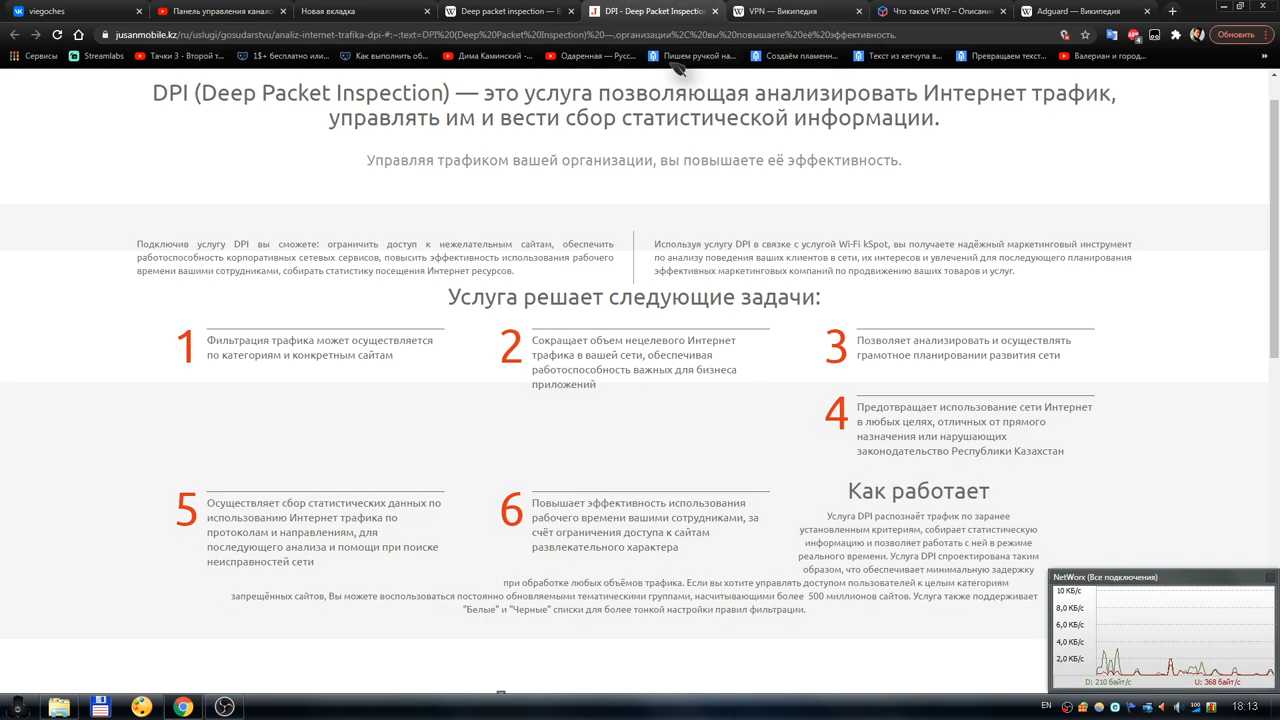 viegoches
Панель управления канало
Новая вкладка
Deep packet inspection — В
DPI - Deep Packet Inspectio
VPN — Википедия
Что такое VPN? – Описани
Adguard — Википедия
jusanmobile.kz/ru/uslugi/gosudarstvu/analiz-internet-trafika-dpi-#:~:text=DPI%20(Deep%20Packet%20Inspection)%20—,организации%2C%20вы%20повышаете%20её%20эффективность.
Обновить
Сервисы
Streamlabs
Тачки 3 - Второй т...
1$+ бесплатно или...
Как выполнить об...
Дима Каминский -...
Одаренная — Русс...
Пишем ручкой на...
Создаём пламенн...
Текст из кетчупа в...
Превращаем текст...
Валериан и город...
»
DPI (Deep Packet Inspection) — это услуга позволяющая анализировать Интернет трафик,
управлять им и вести сбор статистической информации.
Управляя трафиком вашей организации, вы повышаете её эффективность.
Подключив услугу DPI вы сможете: ограничить доступ к нежелательным сайтам, обеспечить
работоспособность корпоративных сетевых сервисов, повысить эффективность использования рабочего
времени вашими сотрудниками, собирать статистику посещения Интернет ресурсов.
Используя услугу DPI в связке с услугой Wi-Fi kSpot, вы получаете надёжный маркетинговый инструмент
по анализу поведения ваших клиентов в сети, их интересов и увлечений для последующего планирования
эффективных маркетинговых компаний по продвижению ваших товаров и услуг.
Услуга решает следующие задачи:
1
Фильтрация трафика может осуществляется
по категориям и конкретным сайтам
2
Сокращает объем нецелевого Интернет
трафика в вашей сети, обеспечивая
работоспособность важных для бизнеса
приложений
3
Позволяет анализировать и осуществлять
грамотное планировании развития сети
4
Предотвращает использование сети Интернет
в любых целях, отличных от прямого
назначения или нарушающих
законодательство Республики Казахстан
5
Осуществляет сбор статистических данных по
использованию Интернет трафика по
протоколам и направлениям, для
последующего анализа и помощи при поиске
неисправностей сети
6
Повышает эффективность использования
рабочего времени вашими сотрудниками, за
счёт ограничения доступа к сайтам
развлекательного характера
Как работает
Услуга DPI распознаёт трафик по заранее
установленным критериям, собирает статистическую
информацию и позволяет работать с ней в режиме
реального времени. Услуга DPI спроектирована таким
образом, что обеспечивает минимальную задержку
при обработке любых объёмов трафика. Если вы хотите управлять доступом пользователей к целым категориям
запрещённых сайтов, Вы можете воспользоваться постоянно обновляемыми тематическими группами, насчитывающими более 500 миллионов сайтов. Услуга также поддерживает
"Белые" и "Черные" списки для более тонкой настройки правил фильтрации.
NetWorx (Все подключения)
10 КБ/с
8,0 КБ/с
6,0 КБ/с
4,0 КБ/с
2,0 КБ/с
D: 210 байт/с
U: 368 байт/с
EN
100
18:13